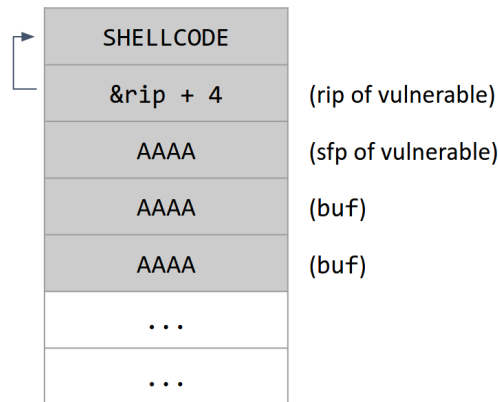 SHELLCODE
&rip + 4 (rip of vulnerable)
AAAA (sfp of vulnerable)
AAAA (buf)
AAAA (buf)
...
...